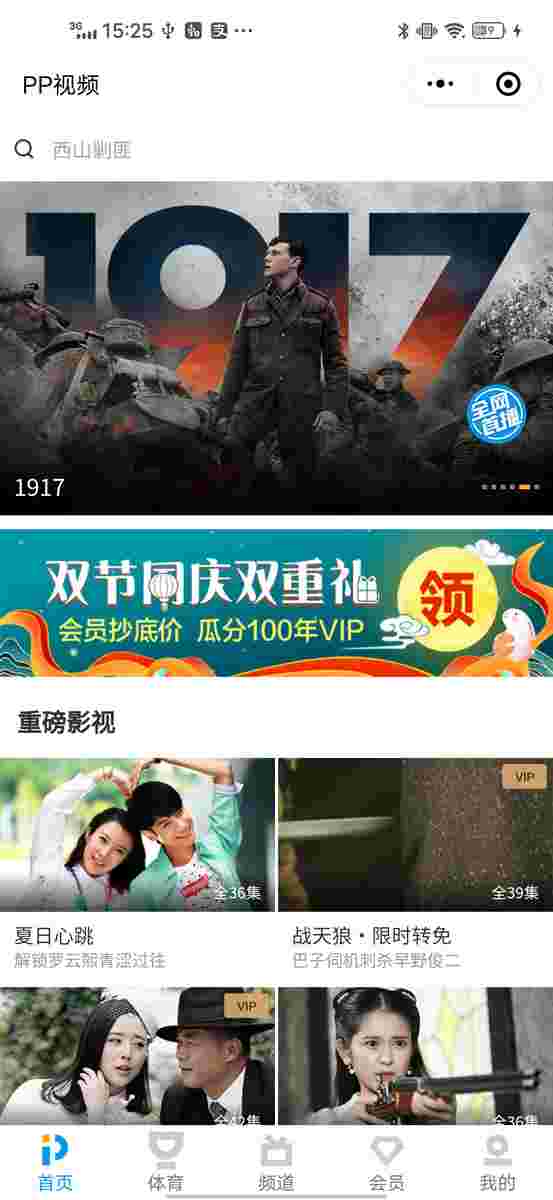 3G 15:25
PP视频
西山剿匪
1917
全网
首播
1917
双节同庆双重礼
领
会员抄底价 瓜分100年VIP
重磅影视
全36集
VIP
全39集
夏日心跳
战天狼·限时转免
解锁罗云熙青涩过往
巴子伺机刺杀早野俊二
VIP
全42集
全36集
首页
体育
频道
会员
我的